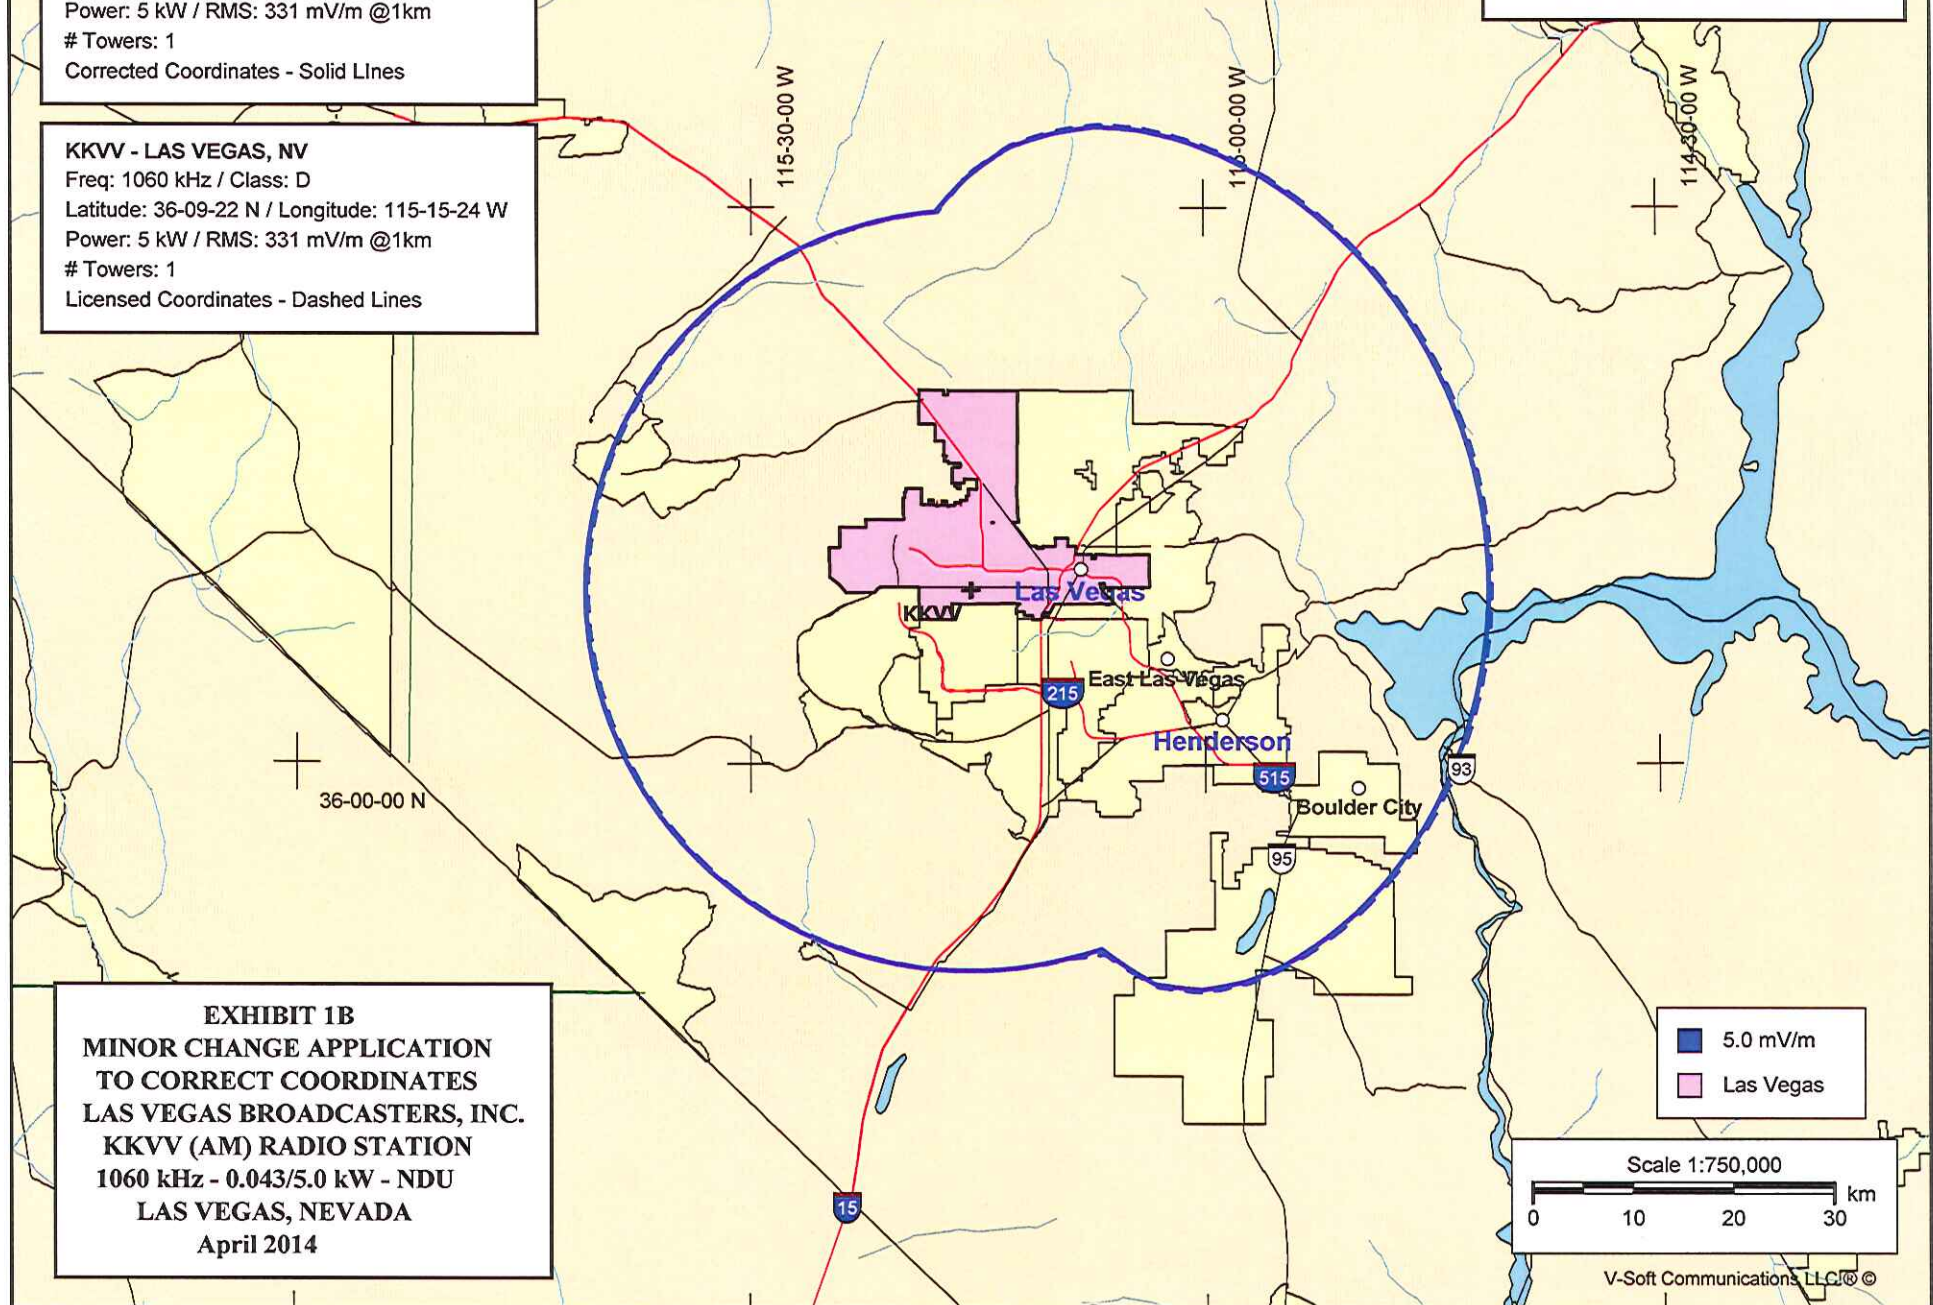 Power: 5 kW / RMS: 331 mV/m @1km
# Towers: 1
Corrected Coordinates - Solid LInes
KKVV - LAS VEGAS, NV
Freq: 1060 kHz / Class: D
Latitude: 36-09-22 N / Longitude: 115-15-24 W
Power: 5 kW / RMS: 331 mV/m @1km
# Towers: 1
Licensed Coordinates - Dashed Lines
115-30-00 W
115-00-00 W
114-30-00 W
Las Vegas
KKVV
East Las Vegas
215
Henderson
515
93
36-00-00 N
Boulder City
95
15
EXHIBIT 1B
MINOR CHANGE APPLICATION
TO CORRECT COORDINATES
LAS VEGAS BROADCASTERS, INC.
KKVV (AM) RADIO STATION
1060 kHz - 0.043/5.0 kW - NDU
LAS VEGAS, NEVADA
April 2014
5.0 mV/m
Las Vegas
Scale 1:750,000
km
0 10 20 30
V-Soft Communications LLC® ©